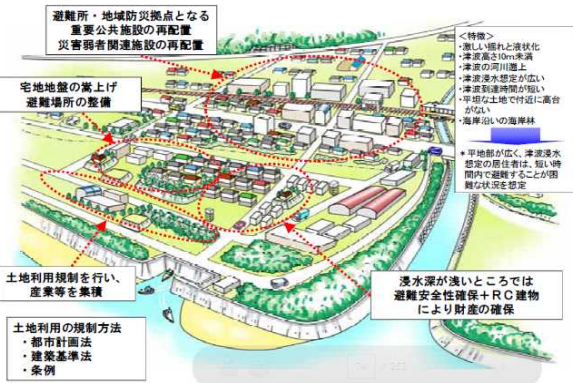 避難所・地域防災拠点となる
重要公共施設の再配置
災害弱者関連施設の再配置
＜特徴＞
・激しい揺れと液状化
・津波高さ10m未満
・津波の河川遡上
・津波浸水想定が広い
・津波到達時間が短い
・平坦な土地で付近に高台
がない
・海岸沿いの海岸林
＊平地部が広く、津波浸水
想定の居住者は、短い時
間内で避難することが困
難な状況を想定
宅地地盤の嵩上げ
避難場所の整備
土地利用規制を行い、
産業等を集積
浸水深が浅いところでは
避難安全性確保＋ＲＣ建物
により財産の確保
土地利用の規制方法
・都市計画法
・建築基準法
・条例